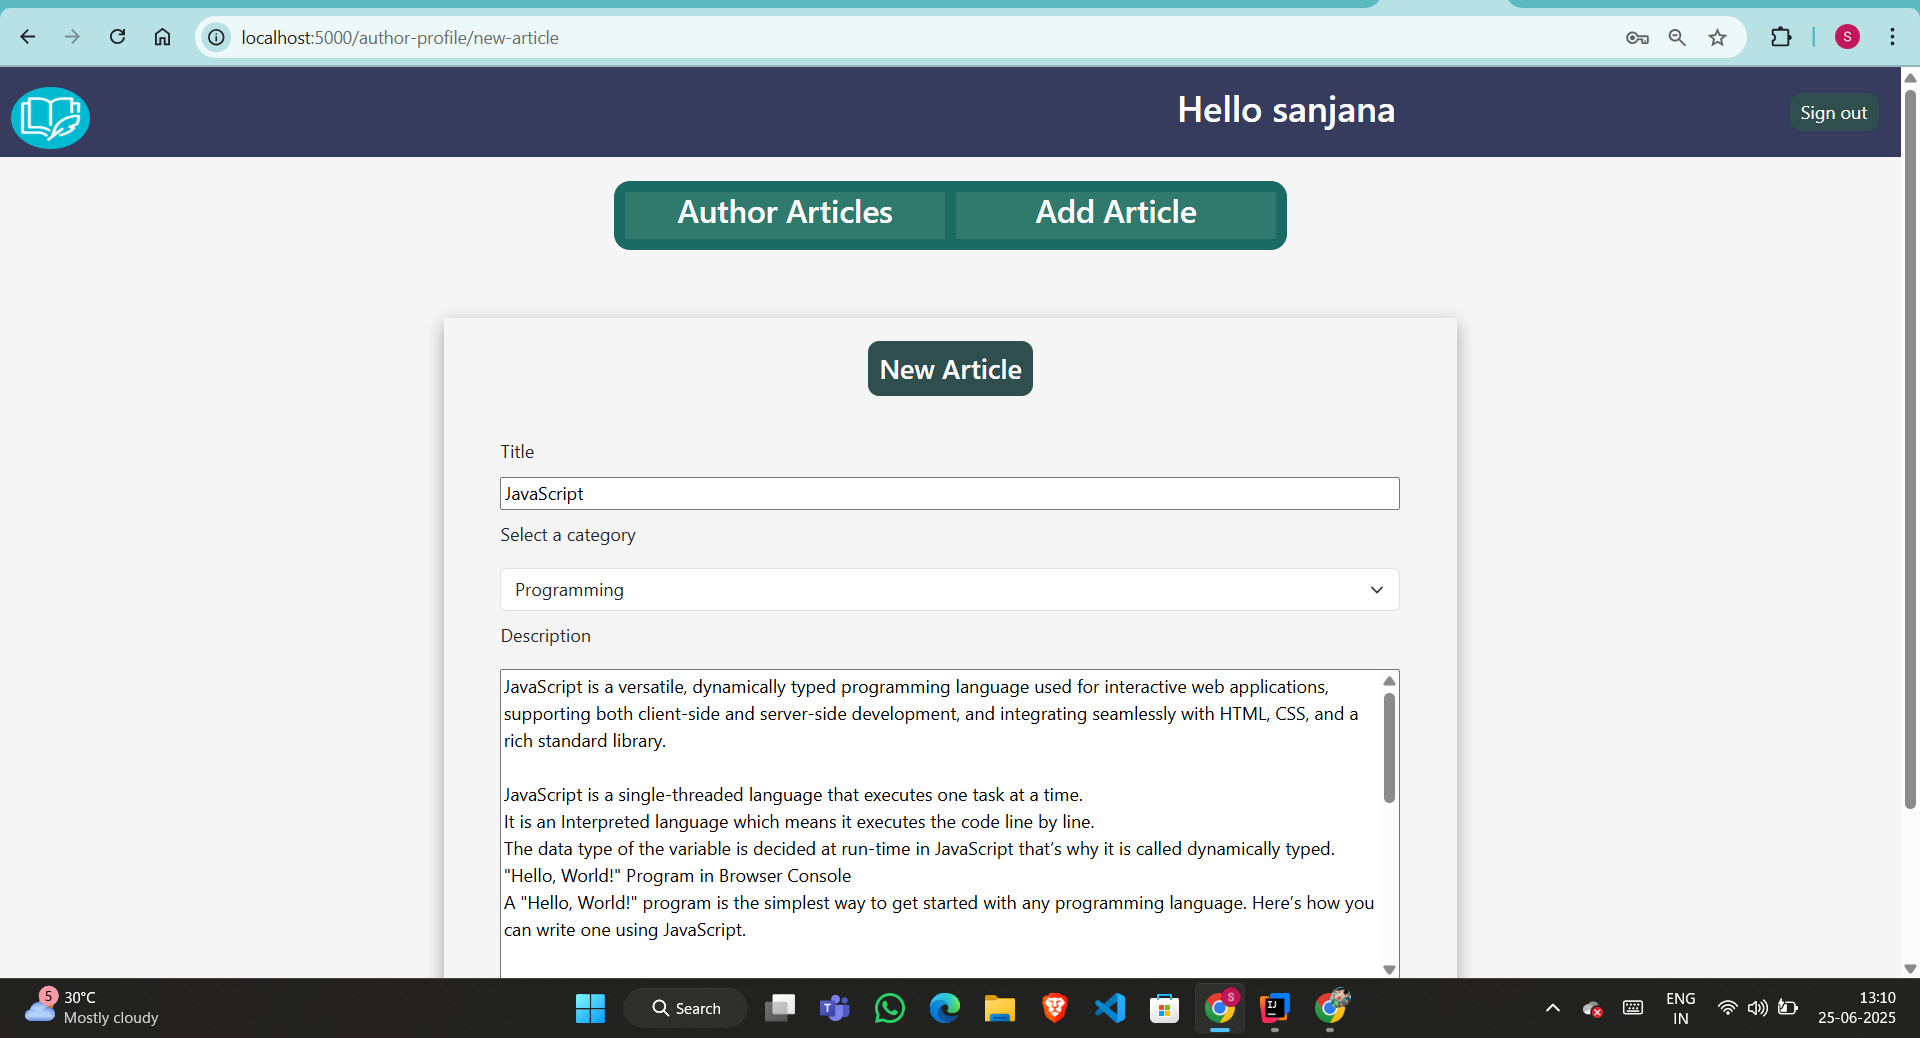 localhost:5000/author-profile/new-article
S
Hello sanjana
Sign out
Author Articles
Add Article
New Article
Title
JavaScript
Select a category
Programming
Description
JavaScript is a versatile, dynamically typed programming language used for interactive web applications,
supporting both client-side and server-side development, and integrating seamlessly with HTML, CSS, and a
rich standard library.
JavaScript is a single-threaded language that executes one task at a time.
It is an Interpreted language which means it executes the code line by line.
The data type of the variable is decided at run-time in JavaScript that’s why it is called dynamically typed.
"Hello, World!" Program in Browser Console
A "Hello, World!" program is the simplest way to get started with any programming language. Here’s how you
can write one using JavaScript.
5
30°C
Mostly cloudy
Search
T
S
IJ
ENG
IN
13:10
25-06-2025